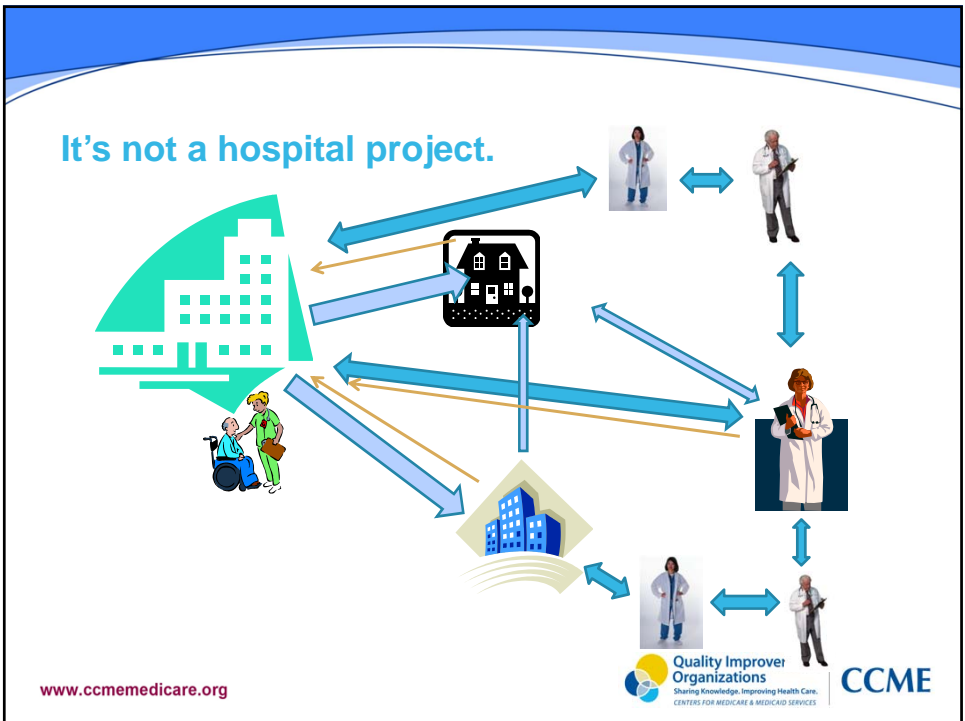 It's not a hospital project.
www.ccmemedicare.org
Quality Improver
Organizations
Sharing Knowledge. Improving Health Care.
CENTERS FOR MEDICARE & MEDICAID SERVICES
CCME